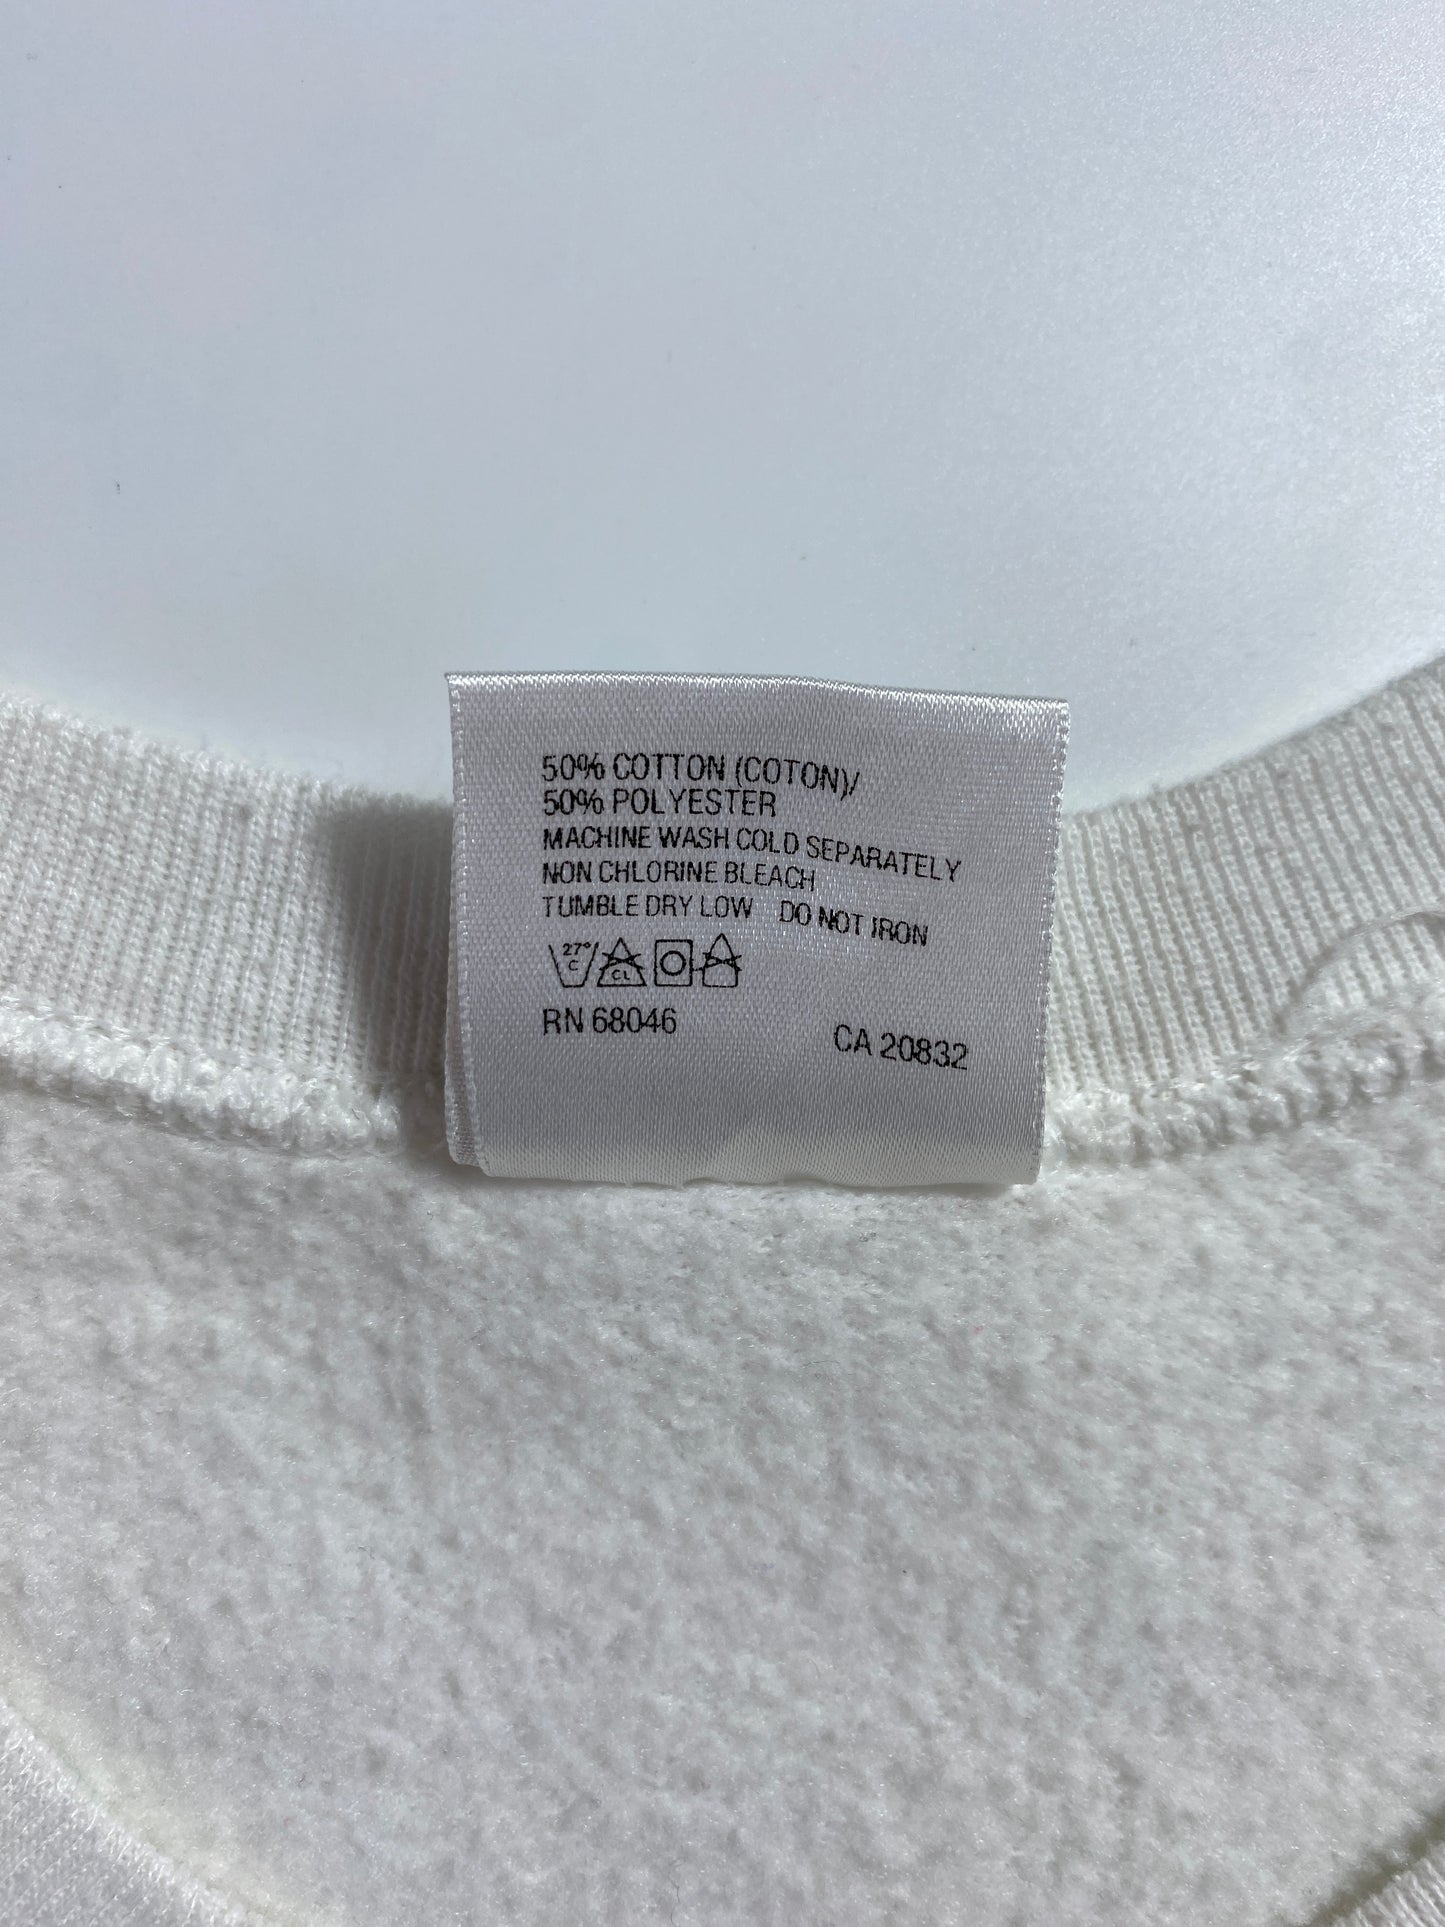 50% COTTON (COTON)/
50% POLYESTER
MACHINE WASH COLD SEPARATELY
NON CHLORINE BLEACH
TUMBLE DRY LOW DO NOT IRON
27° C CL
RN 68046 CA 20832